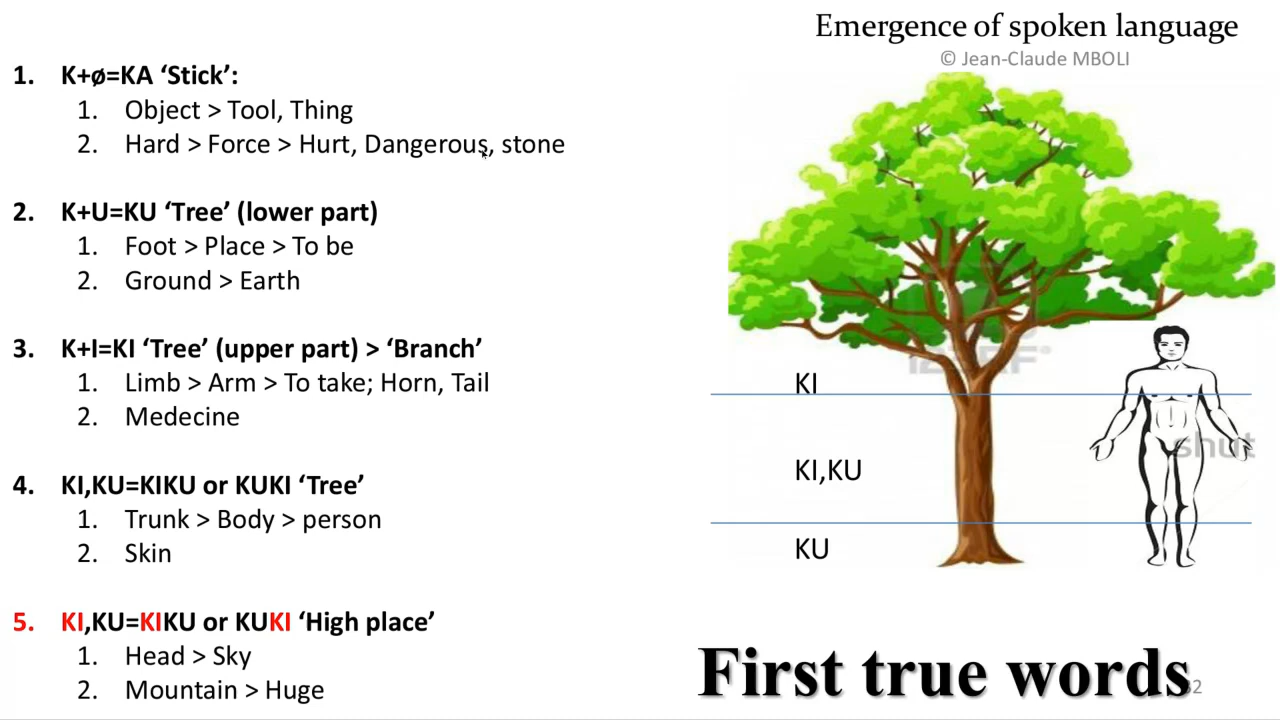 Emergence of spoken language
© Jean-Claude MBOLI
1. K+ø=KA ‘Stick’:
1. Object > Tool, Thing
2. Hard > Force > Hurt, Dangerous, stone
2. K+U=KU ‘Tree’ (lower part)
1. Foot > Place > To be
2. Ground > Earth
3. K+I=KI ‘Tree’ (upper part) > ‘Branch’
1. Limb > Arm > To take; Horn, Tail
2. Medecine
4. KI,KU=KIKU or KUKI ‘Tree’
1. Trunk > Body > person
2. Skin
5. KI,KU=KIKU or KUKI ‘High place’
1. Head > Sky
2. Mountain > Huge
KI
KI,KU
KU
shut
First true words